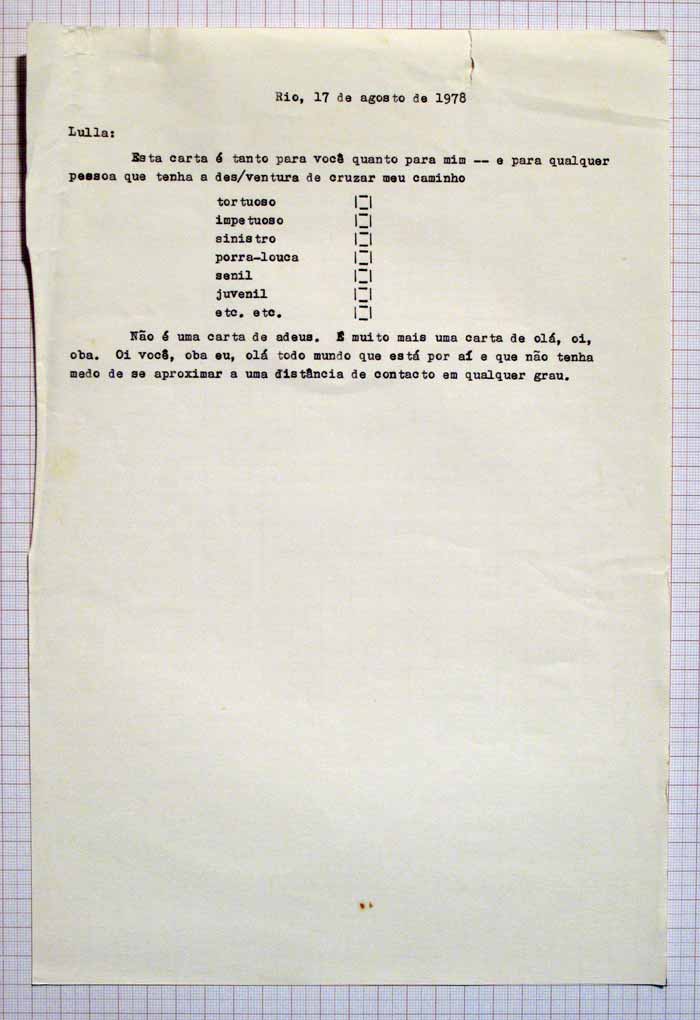 Rio, 17 de agosto de 1978
Lulla:
Esta carta é tanto para você quanto para mim -- e para qualquer
pessoa que tenha a des/ventura de cruzar meu caminho
tortuoso
impetuoso
sinistro
porra-louca
senil
juvenil
etc. etc.
Não é uma carta de adeus. É muito mais uma carta de olá, oi,
oba. Oi você, oba eu, olá todo mundo que está por aí e que não tenha
medo de se aproximar a uma distância de contacto em qualquer grau.